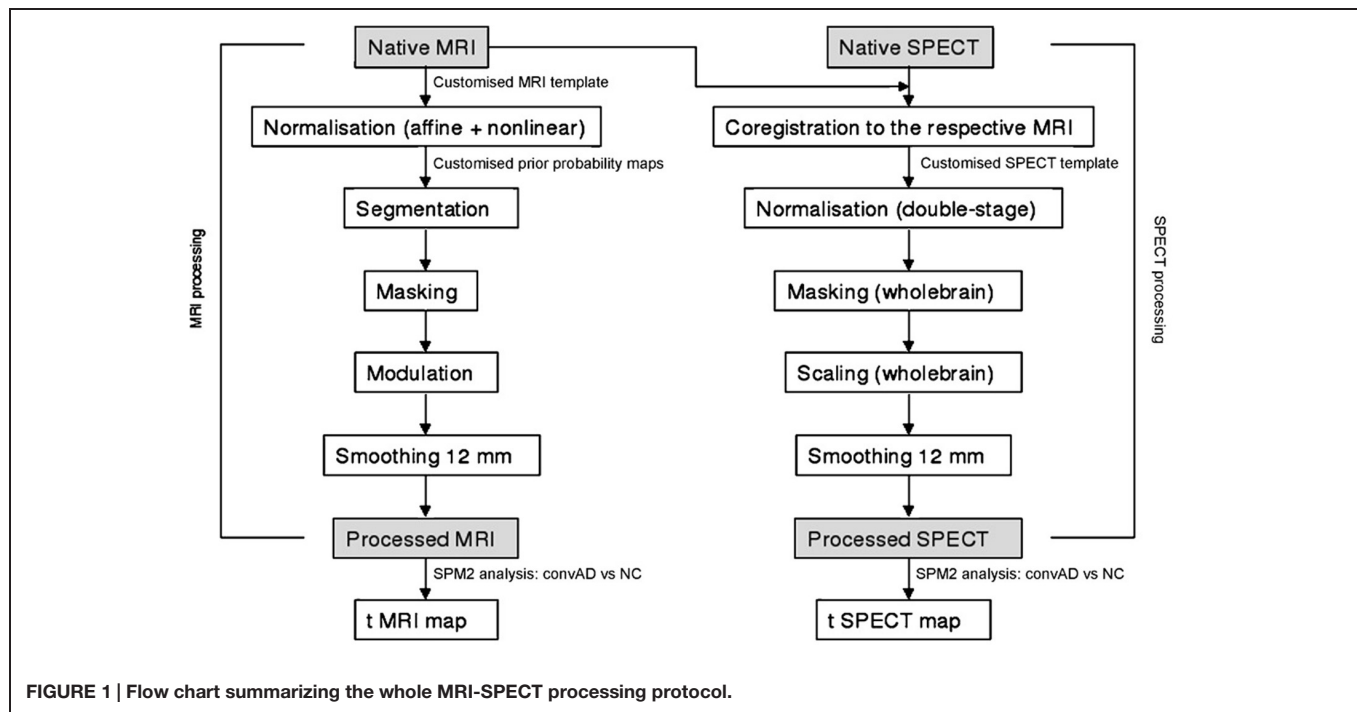 Native MRI
Customised MRI template
Normalisation (affine + nonlinear)
Customised prior probability maps
Segmentation
Masking
Modulation
Smoothing 12 mm
Processed MRI
SPM2 analysis: convAD vs NC
t MRI map
MRI processing
Native SPECT
Coregistration to the respective MRI
Customised SPECT template
Normalisation (double-stage)
Masking (wholebrain)
Scaling (wholebrain)
Smoothing 12 mm
Processed SPECT
SPM2 analysis: convAD vs NC
t SPECT map
SPECT processing
FIGURE 1 | Flow chart summarizing the whole MRI-SPECT processing protocol.